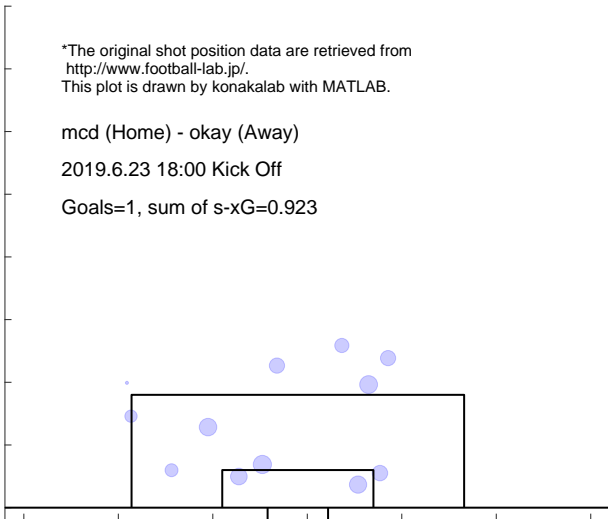 *The original shot position data are retrieved from
http://www.football-lab.jp/.
This plot is drawn by konakalab with MATLAB.
mcd (Home) - okay (Away)
2019.6.23 18:00 Kick Off
Goals=1, sum of s-xG=0.923